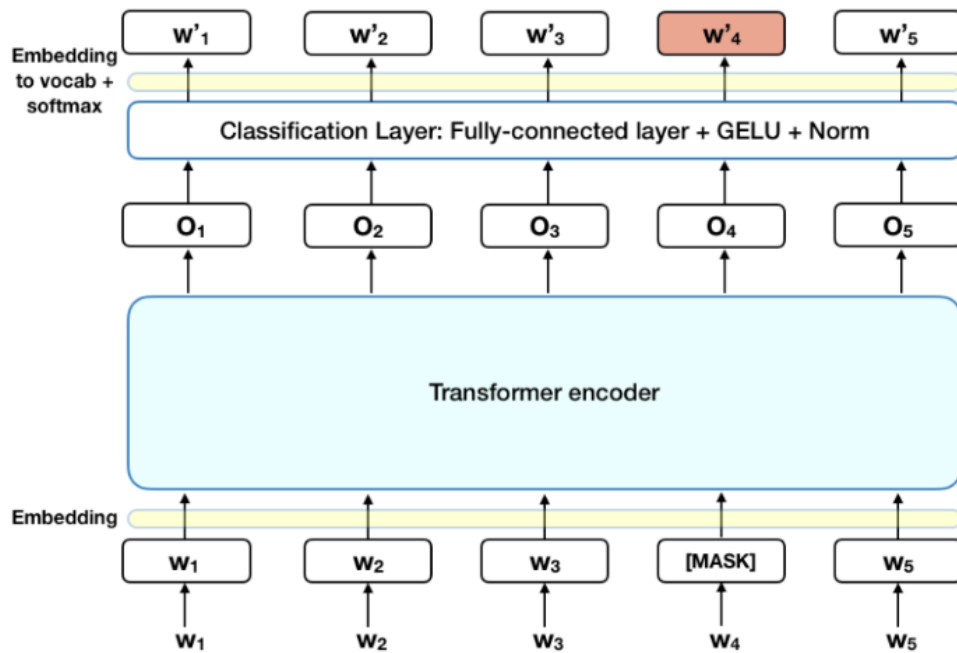 w’₁ w’₂ w’₃ w’₄ w’₅
Embedding
to vocab +
softmax
Classification Layer: Fully-connected layer + GELU + Norm
O₁ O₂ O₃ O₄ O₅
Transformer encoder
Embedding
w₁ w₂ w₃ [MASK] w₅
w₁ w₂ w₃ w₄ w₅